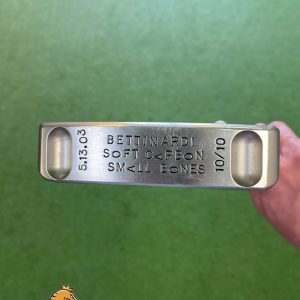 5.13.03
BETTINARDI
SOFT CARBON
SMALL BONES
10/10